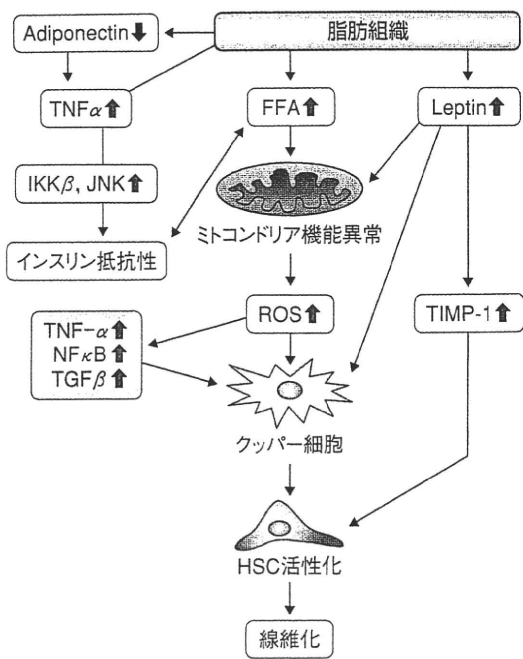 Adiponectin⬇
脂肪組織
TNFα⬆
FFA⬆
Leptin⬆
IKKβ, JNK⬆
ミトコンドリア機能異常
インスリン抵抗性
ROS⬆
TIMP-1⬆
TNF-α⬆
NFκB⬆
TGFβ⬆
クッパー細胞
HSC活性化
線維化